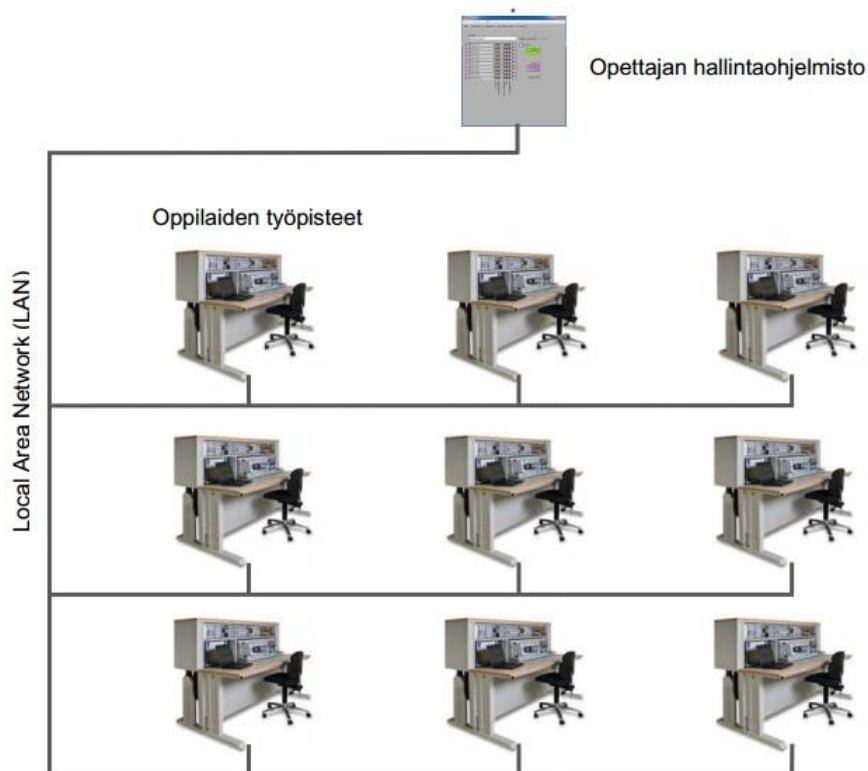 Opettajan hallintaohjelmisto
Oppilaiden työpisteet
Local Area Network (LAN)